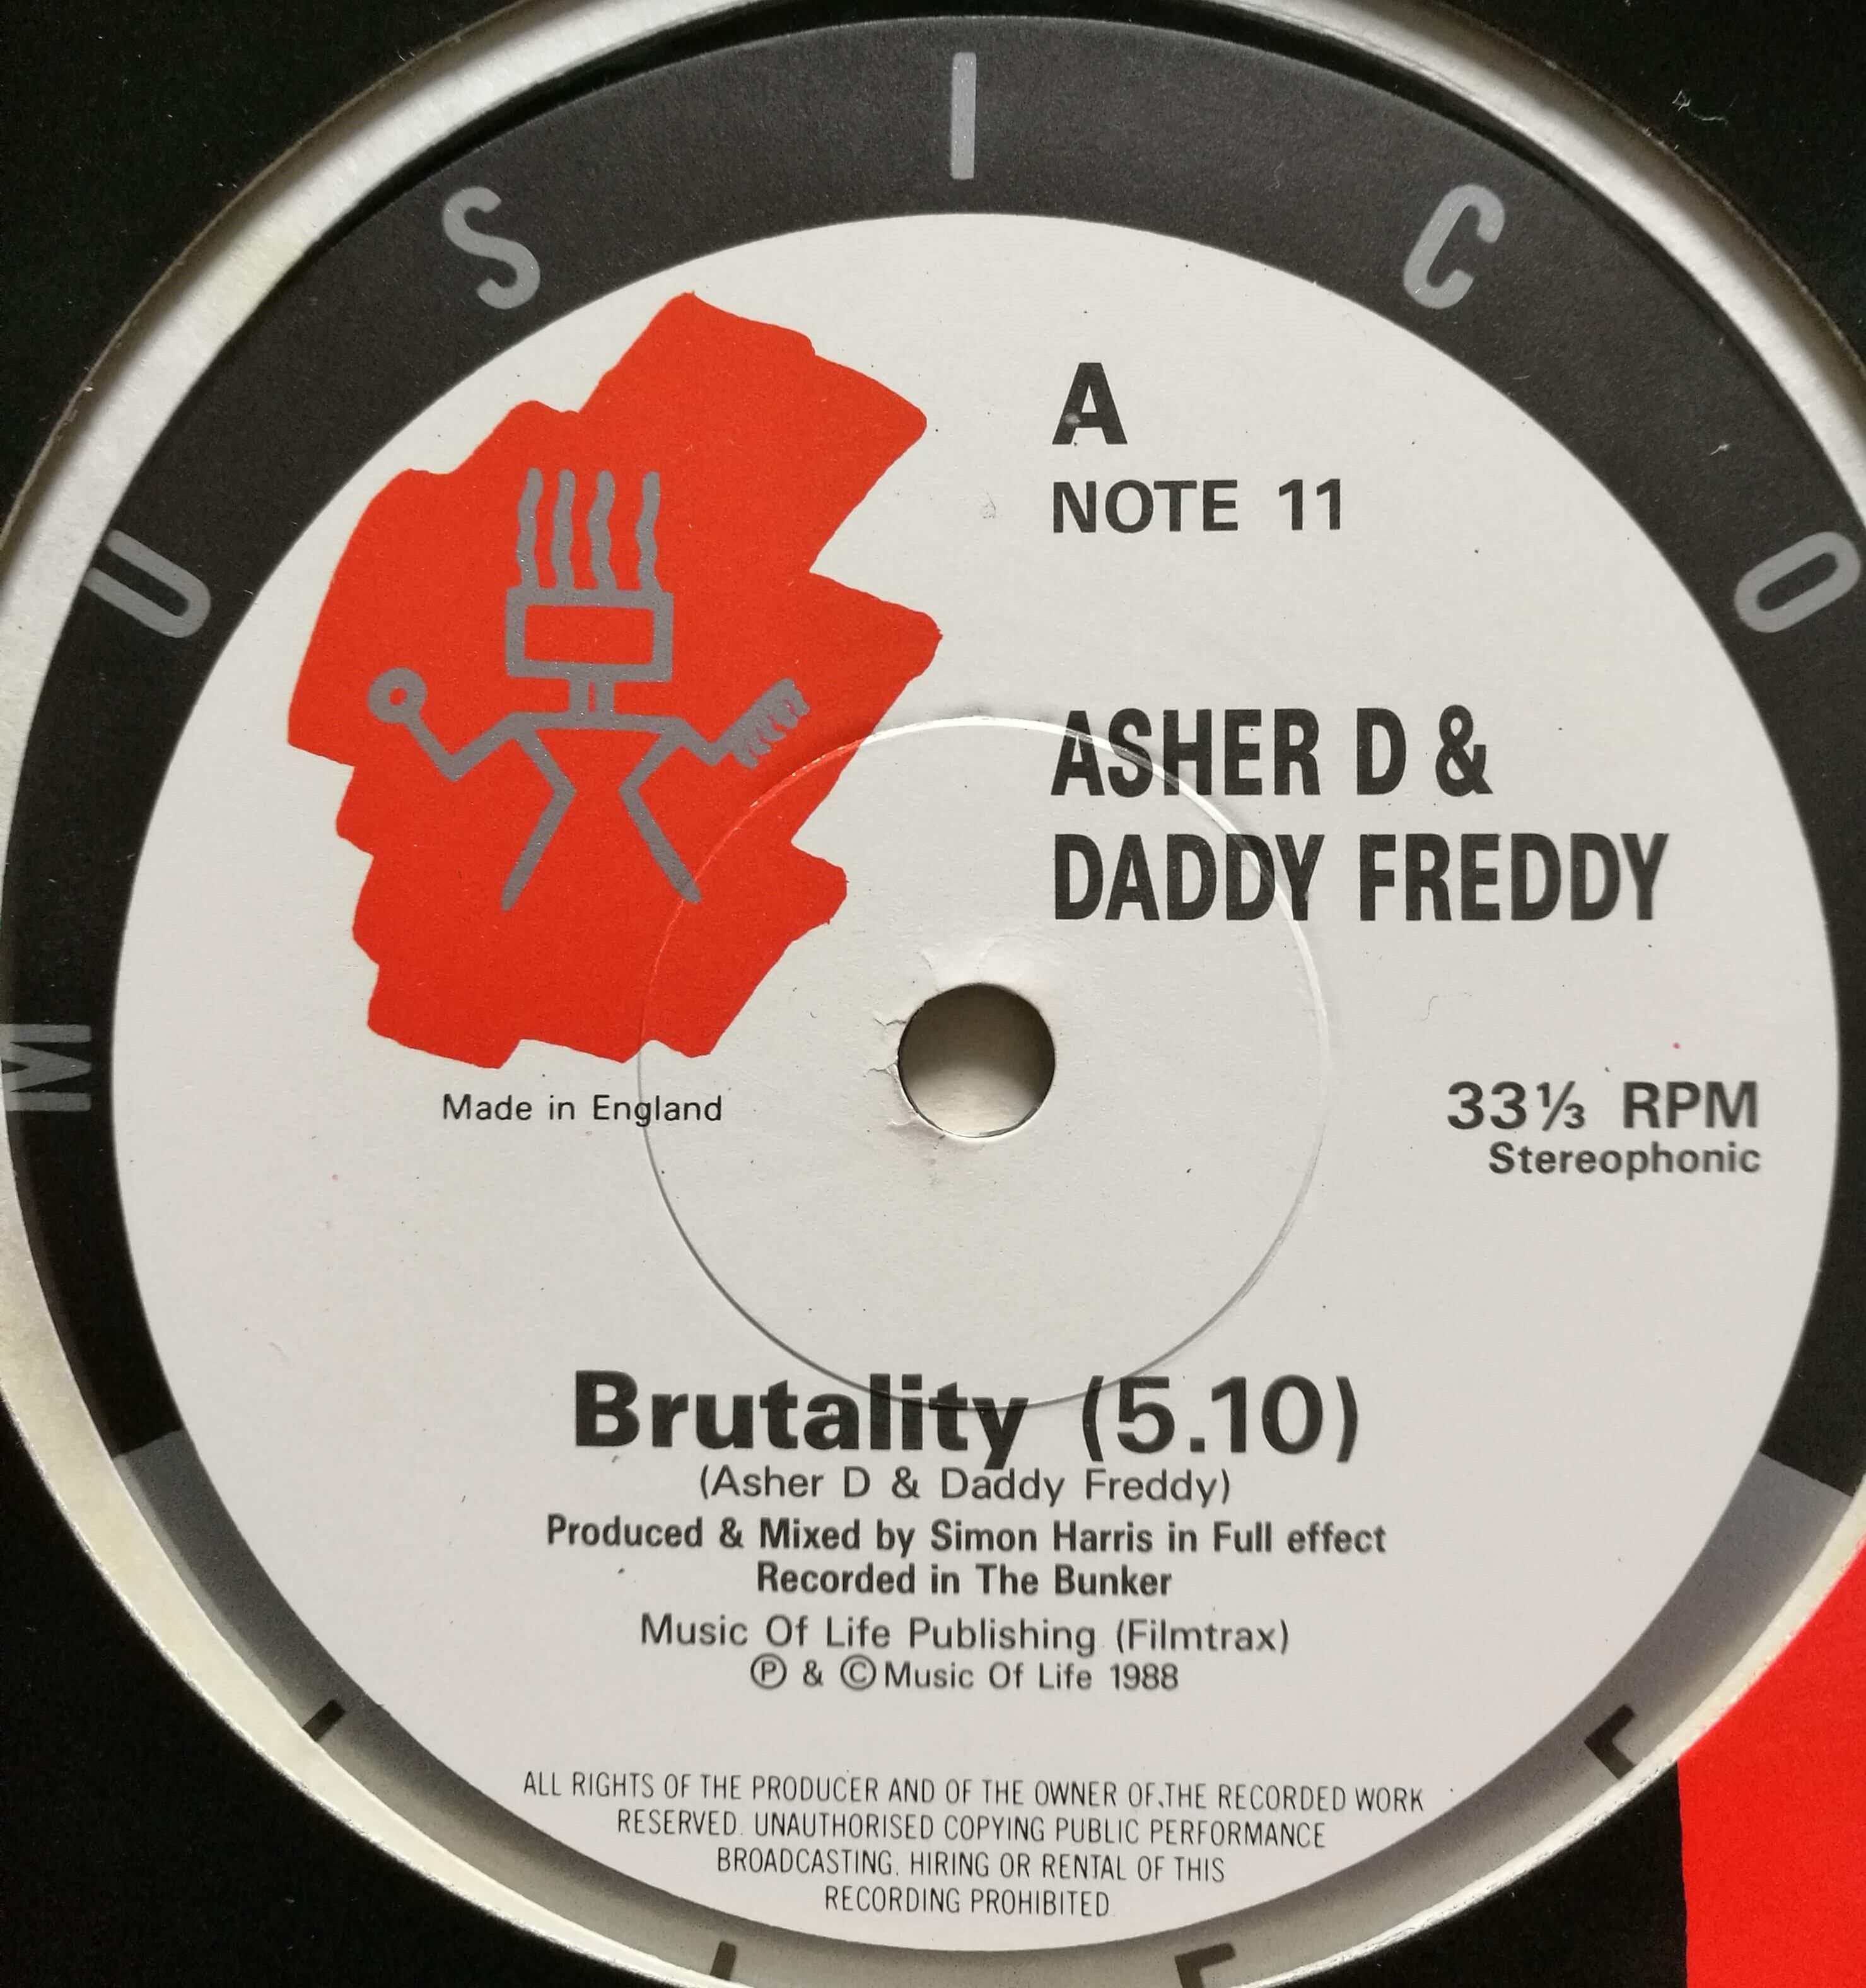 M U S I C O
A
NOTE 11
ASHER D &
DADDY FREDDY
Made in England
33⅓ RPM
Stereophonic
Brutality (5.10)
(Asher D & Daddy Freddy)
Produced & Mixed by Simon Harris in Full effect
Recorded in The Bunker
Music Of Life Publishing (Filmtrax)
Ⓟ & © Music Of Life 1988
ALL RIGHTS OF THE PRODUCER AND OF THE OWNER OF THE RECORDED WORK
RESERVED. UNAUTHORISED COPYING PUBLIC PERFORMANCE
BROADCASTING. HIRING OR RENTAL OF THIS
RECORDING PROHIBITED